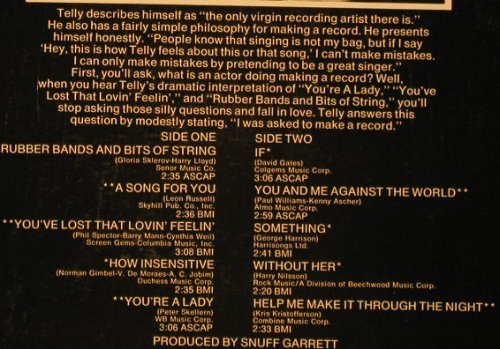 Telly describes himself as "the only virgin recording artist there is."
He also has a fairly simple philosophy for making a record. He presents
himself honestly. "People know that singing is not my bag, but if I say
'Hey, this is how Telly feels about this or that song,' I can't make mistakes.
I can only make mistakes by pretending to be a great singer."
First, you'll ask, what is an actor doing making a record? Well,
when you hear Telly's dramatic interpretation of "You're A Lady," "You've
Lost That Lovin' Feelin'," and "Rubber Bands and Bits of String," you'll
stop asking those silly questions and fall in love. Telly answers this
question by modestly stating, "I was asked to make a record."
SIDE ONE
RUBBER BANDS AND BITS OF STRING
(Gloria Sklerov-Harry Lloyd)
Senor Music Co.
2:35 ASCAP
**A SONG FOR YOU
(Leon Russell)
Skyhill Pub. Co., Inc.
2:36 BMI
**YOU'VE LOST THAT LOVIN' FEELIN'
(Phil Spector-Barry Mann-Cynthia Weil)
Screen Gems-Columbia Music, Inc.
3:08 BMI
*HOW INSENSITIVE
(Norman Gimbel-V. De Moraes-A. C. Jobim)
Duchess Music Corp.
2:35 BMI
**YOU'RE A LADY
(Peter Skellern)
WB Music Corp.
3:06 ASCAP
SIDE TWO
IF*
(David Gates)
Colgems Music Corp.
3:06 ASCAP
YOU AND ME AGAINST THE WORLD**
(Paul Williams-Kenny Ascher)
Almo Music Corp.
2:59 ASCAP
SOMETHING*
(George Harrison)
Harrisongs Ltd.
2:41 BMI
WITHOUT HER*
(Harry Nilsson)
Rock Music/A Division of Beechwood Music Corp.
2:20 BMI
HELP ME MAKE IT THROUGH THE NIGHT**
(Kris Kristofferson)
Combine Music Corp.
2:33 BMI
PRODUCED BY SNUFF GARRETT